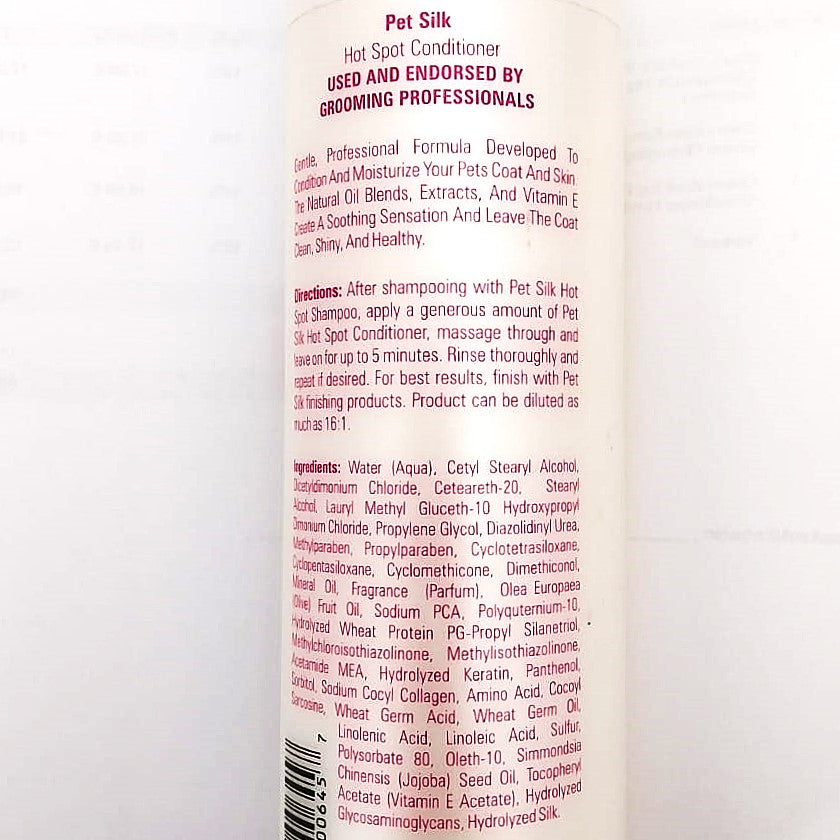 Pet Silk
Hot Spot Conditioner
USED AND ENDORSED BY
GROOMING PROFESSIONALS
Gentle, Professional Formula Developed To
Condition And Moisturize Your Pets Coat And Skin.
The Natural Oil Blends, Extracts, And Vitamin E
Create A Soothing Sensation And Leave The Coat
Clean, Shiny, And Healthy.
Directions: After shampooing with Pet Silk Hot
Spot Shampoo, apply a generous amount of Pet
Silk Hot Spot Conditioner, massage through and
leave on for up to 5 minutes. Rinse thoroughly and
repeat if desired. For best results, finish with Pet
Silk finishing products. Product can be diluted as
much as 16:1.
Ingredients: Water (Aqua), Cetyl Stearyl Alcohol,
Dicetyldimonium Chloride, Ceteareth-20, Stearyl
Alcohol, Lauryl Methyl Gluceth-10 Hydroxypropyl
Dimonium Chloride, Propylene Glycol, Diazolidinyl Urea,
Methylparaben, Propylparaben, Cyclotetrasiloxane,
Cyclopentasiloxane, Cyclomethicone, Dimethiconol,
Mineral Oil, Fragrance (Parfum), Olea Europaea
(Olive) Fruit Oil, Sodium PCA, Polyquternium-10,
Hydrolyzed Wheat Protein PG-Propyl Silanetriol,
Methylchloroisothiazolinone, Methylisothiazolinone,
Acetamide MEA, Hydrolyzed Keratin, Panthenol,
Sorbitol, Sodium Cocyl Collagen, Amino Acid, Cocoyl
Sarcosine, Wheat Germ Acid, Wheat Germ Oil,
Linolenic Acid, Linoleic Acid, Sulfur,
Polysorbate 80, Oleth-10, Simmondsia
Chinensis (Jojoba) Seed Oil, Tocopheryl
Acetate (Vitamin E Acetate), Hydrolyzed
Glycosaminoglycans, Hydrolyzed Silk.
00645 7